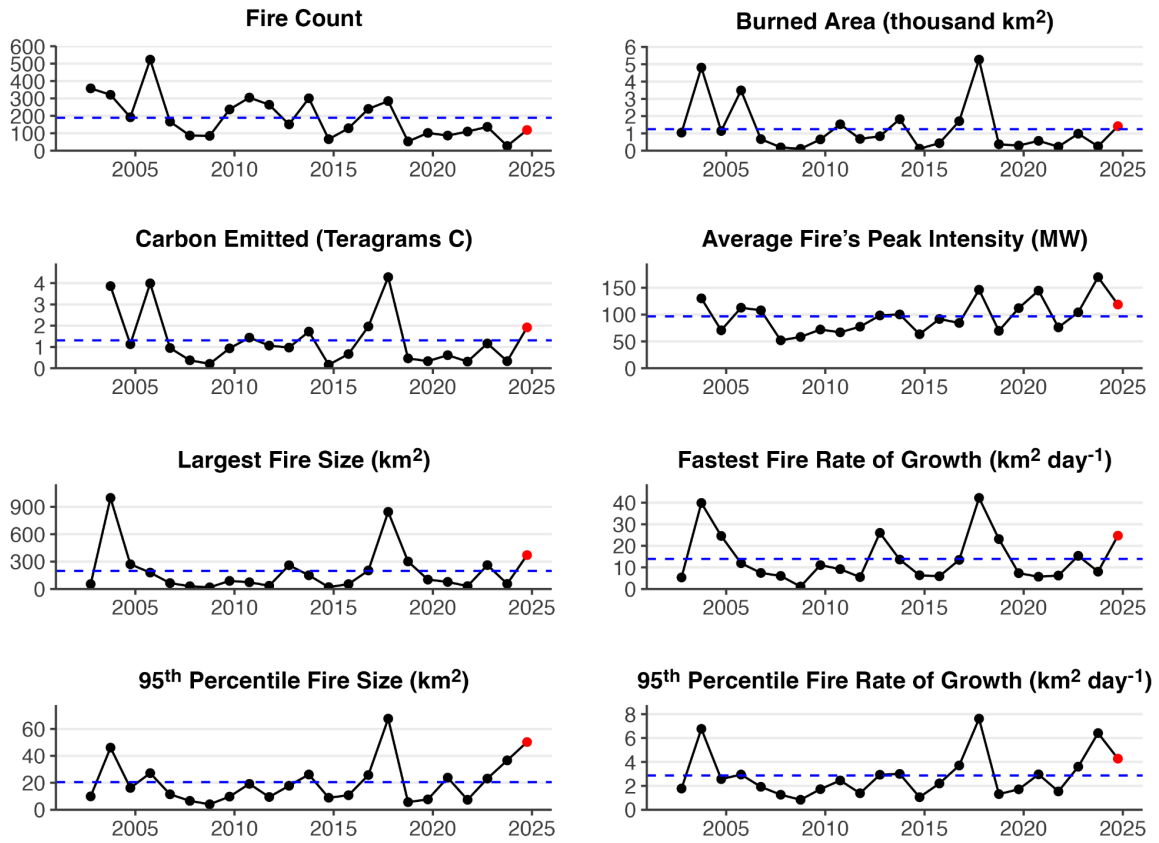 Fire Count
600
500
400
300
200
100
0
2005 2010 2015 2020 2025
Burned Area (thousand km²)
6
5
4
3
2
1
0
2005 2010 2015 2020 2025
Carbon Emitted (Teragrams C)
4
3
2
1
0
2005 2010 2015 2020 2025
Average Fire’s Peak Intensity (MW)
150
100
50
0
2005 2010 2015 2020 2025
Largest Fire Size (km²)
900
600
300
0
2005 2010 2015 2020 2025
Fastest Fire Rate of Growth (km² day⁻¹)
40
30
20
10
0
2005 2010 2015 2020 2025
95ᵗʰ Percentile Fire Size (km²)
60
40
20
0
2005 2010 2015 2020 2025
95ᵗʰ Percentile Fire Rate of Growth (km² day⁻¹)
8
6
4
2
0
2005 2010 2015 2020 2025